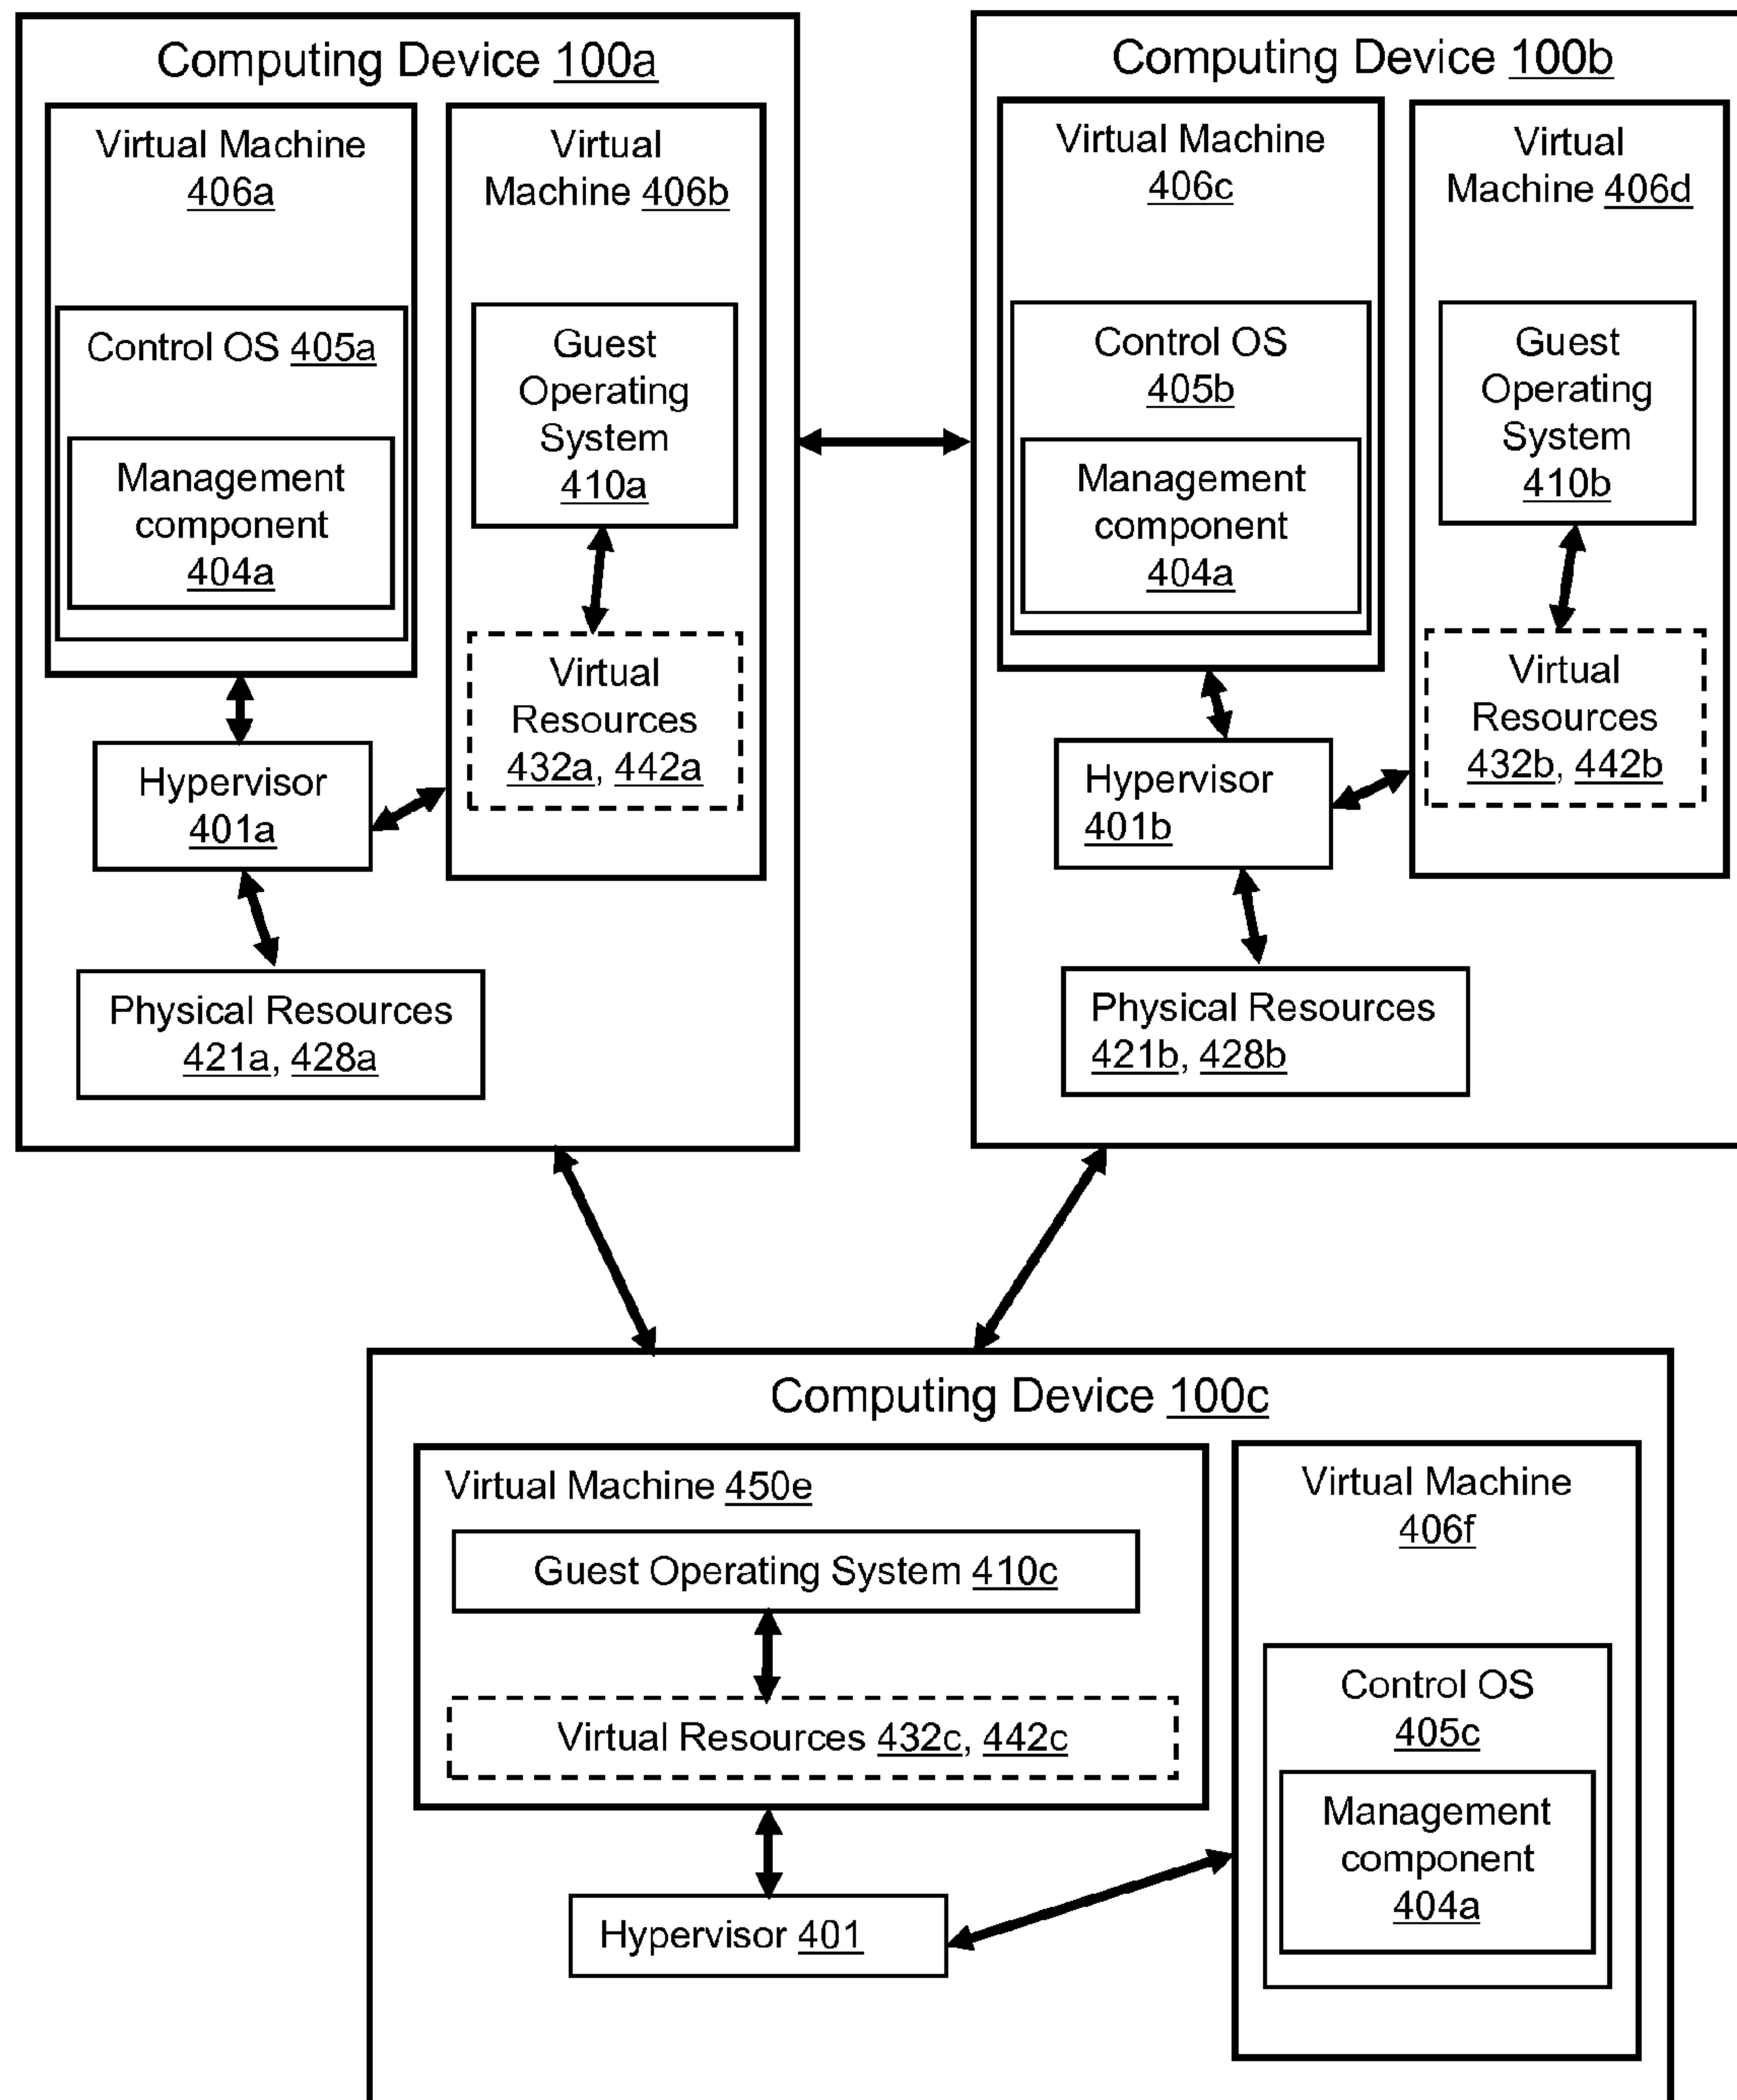 Computing Device 100a
Virtual Machine
406a
Control OS 405a
Management
component
404a
Virtual
Machine 406b
Guest
Operating
System
410a
Virtual
Resources
432a, 442a
Hypervisor
401a
Physical Resources
421a, 428a
Computing Device 100b
Virtual Machine
406c
Control OS
405b
Management
component
404a
Virtual
Machine 406d
Guest
Operating
System
410b
Virtual
Resources
432b, 442b
Hypervisor
401b
Physical Resources
421b, 428b
Computing Device 100c
Virtual Machine 450e
Guest Operating System 410c
Virtual Resources 432c, 442c
Hypervisor 401
Virtual Machine
406f
Control OS
405c
Management
component
404a